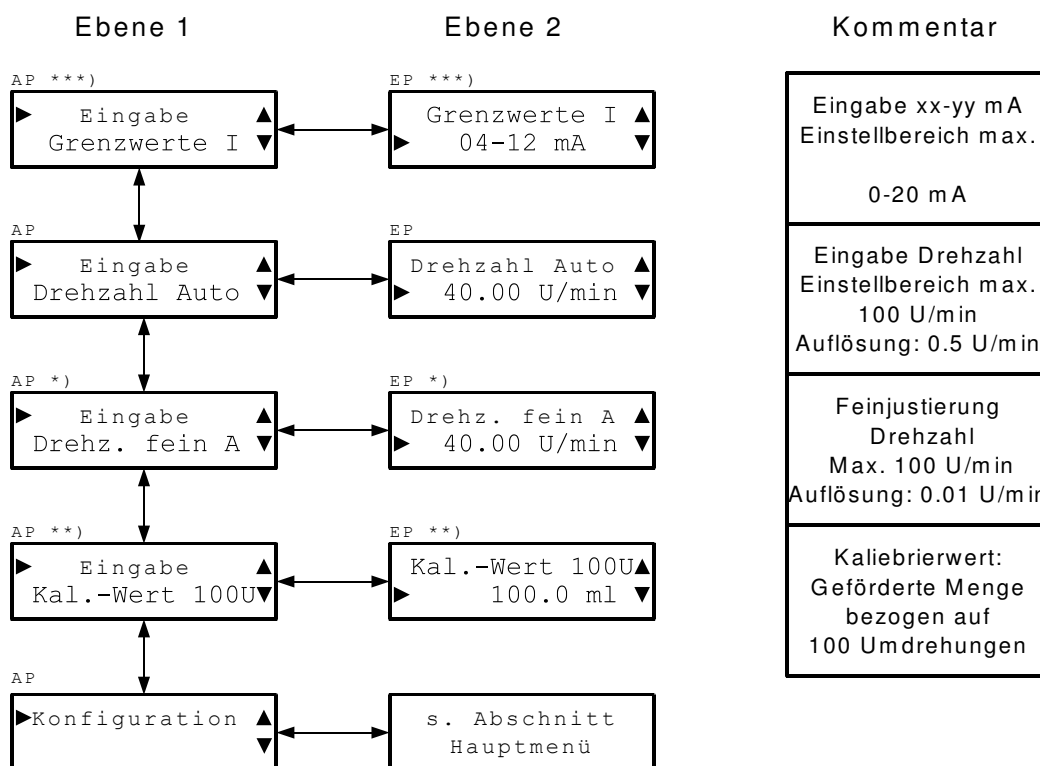 Ebene 1 Ebene 2 Kommentar
AP ***) EP ***)
Eingabe
Grenzwerte I
Grenzwerte I
04-12 mA
Eingabe xx-yy mA
Einstellbereich max.
0-20 mA
AP EP
Eingabe
Drehzahl Auto
Drehzahl Auto
40.00 U/min
Eingabe Drehzahl
Einstellbereich max.
100 U/min
Auflösung: 0.5 U/min
AP *) EP *)
Eingabe
Drehz. fein A
Drehz. fein A
40.00 U/min
Feinjustierung
Drehzahl
Max. 100 U/min
Auflösung: 0.01 U/min
AP **) EP **)
Eingabe
Kal.-Wert 100U
Kal.-Wert 100U
100.0 ml
Kaliebrierwert:
Geförderte Menge
bezogen auf
100 Umdrehungen
AP
Konfiguration
s. Abschnitt
Hauptmenü